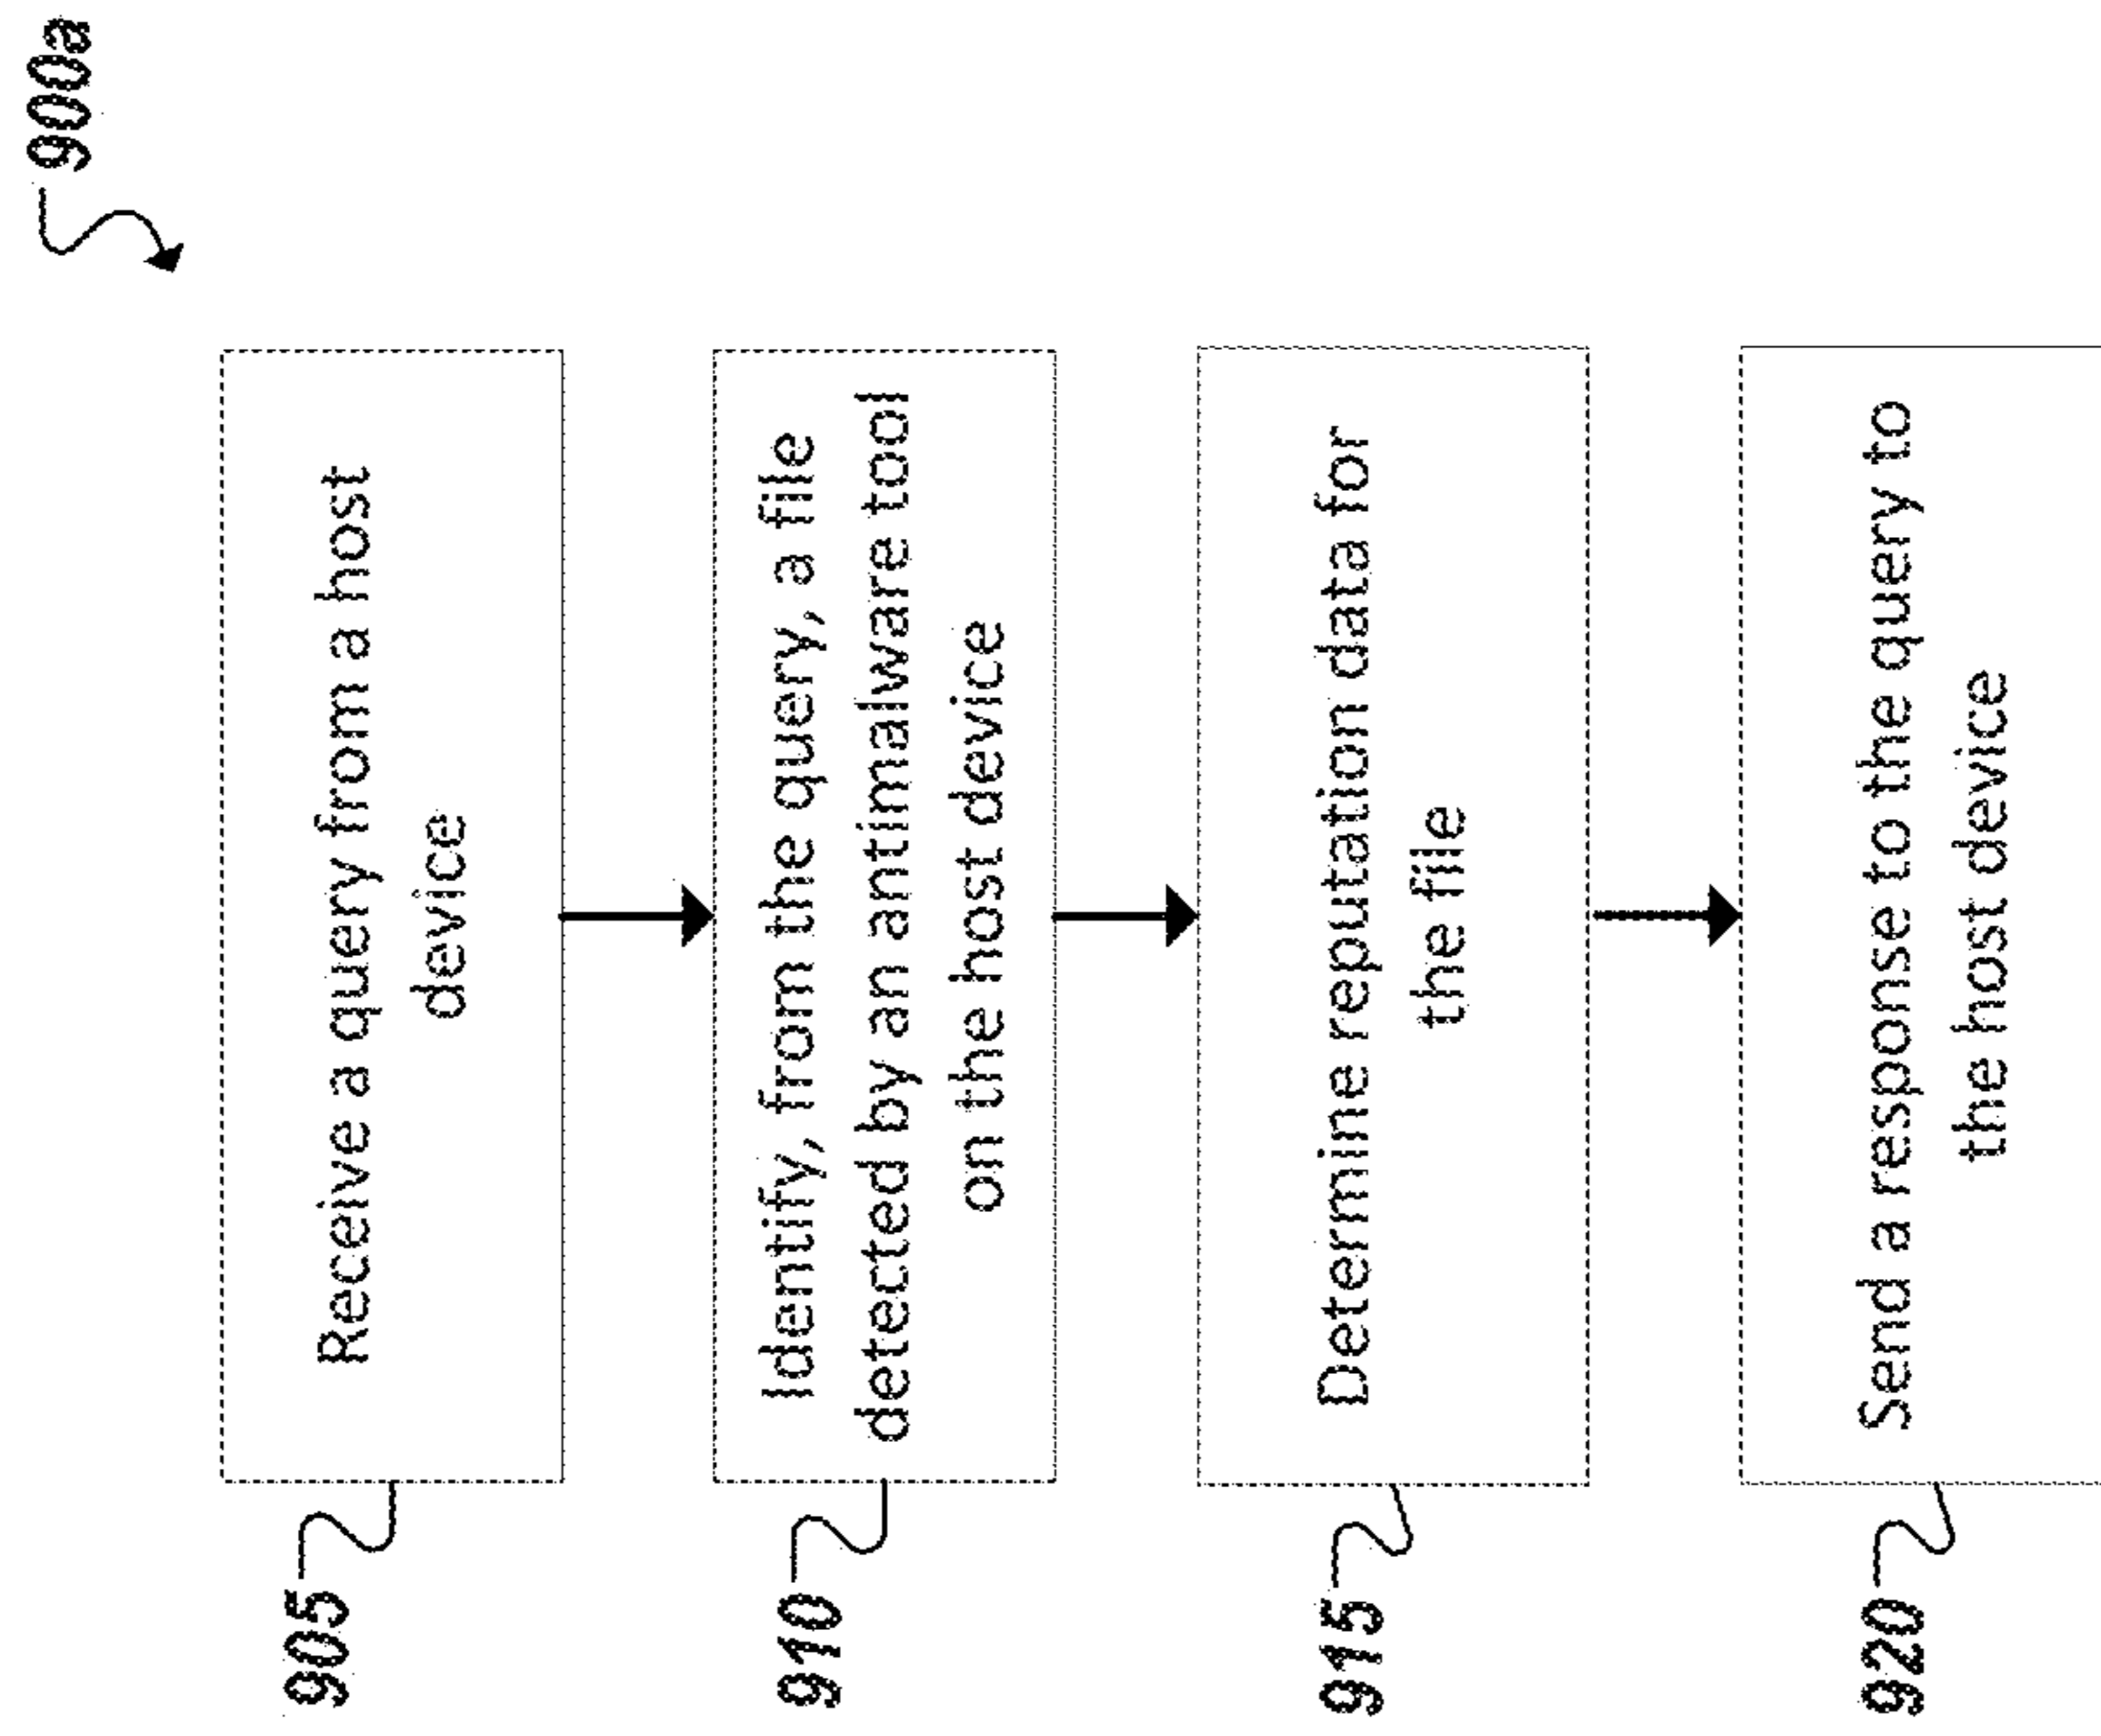 900a
905
Receive a query from a host
device
910
Identify, from the query, a file
detected by an antimalware tool
on the host device
915
Determine reputation data for
the file
920
Send a response to the query to
the host device